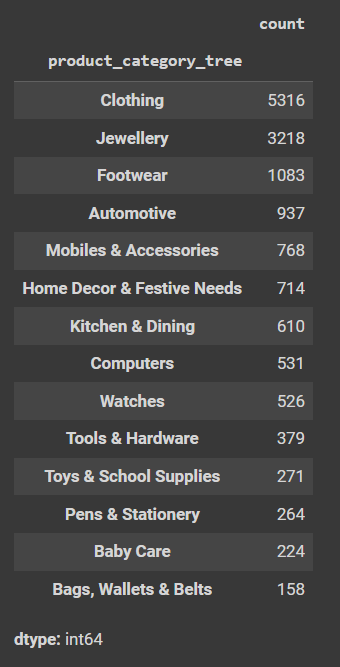 count
product_category_tree
Clothing 5316
Jewellery 3218
Footwear 1083
Automotive 937
Mobiles & Accessories 768
Home Decor & Festive Needs 714
Kitchen & Dining 610
Computers 531
Watches 526
Tools & Hardware 379
Toys & School Supplies 271
Pens & Stationery 264
Baby Care 224
Bags, Wallets & Belts 158
dtype: int64